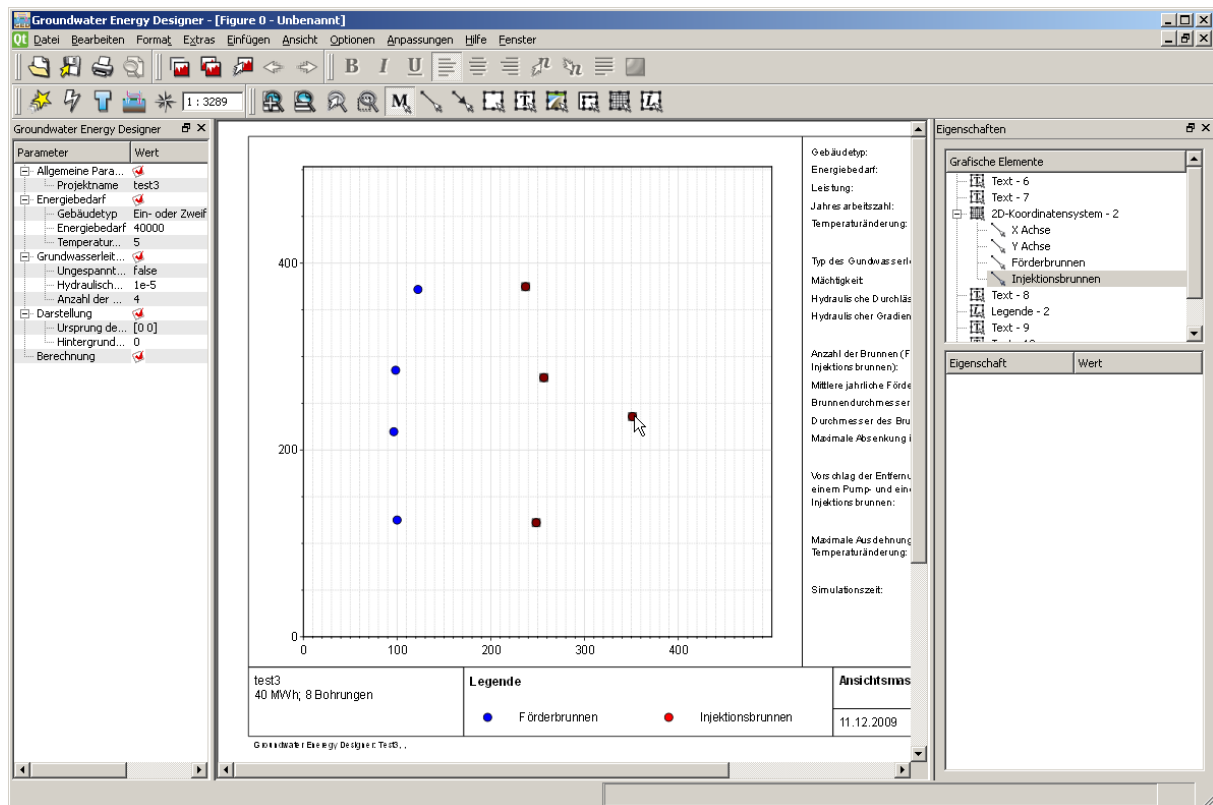 Groundwater Energy Designer - [Figure 0 - Unbenannt]
Datei Bearbeiten Format Extras Einfügen Ansicht Optionen Anpassungen Hilfe Fenster
B I U
1 : 3289
M T L
Groundwater Energy Designer
Parameter Wert
Allgemeine Para...
Projektname test3
Energiebedarf
Gebäudetyp Ein- oder Zweif
Energiebedarf 40000
Temperatur... 5
Grundwasserleit...
Ungespannt... false
Hydraulisch... 1e-5
Anzahl der ... 4
Darstellung
Ursprung de... [0 0]
Hintergrund... 0
Berechnung
400
200
0
0 100 200 300 400
Gebäudetyp:
Energiebedarf:
Leistung:
Jahresarbeitszahl:
Temperaturänderung:
Typ des Gundwasserl
Mächtigkeit
Hydraulische Durchläs
Hydraulischer Gradien
Anzahl der Brunnen (F
Injektionsbrunnen):
Mittlere jahrliche Förde
Brunnendurchmesser
Durchmesser des Bru
Maximale Absenkung i
Vorschlag der Entfernu
einem Pump- und eine
Injektionsbrunnen:
Maximale Ausdehnung
Temperaturänderung:
Simulationszeit:
test3
40 MWh; 8 Bohrungen
Legende
Förderbrunnen Injektionsbrunnen
Ansichtsmas
11.12.2009
Groundwater Eneregy Designer: Test3, ,
Eigenschaften
Grafische Elemente
Text - 6
Text - 7
2D-Koordinatensystem - 2
X Achse
Y Achse
Förderbrunnen
Injektionsbrunnen
Text - 8
Legende - 2
Text - 9
Eigenschaft Wert